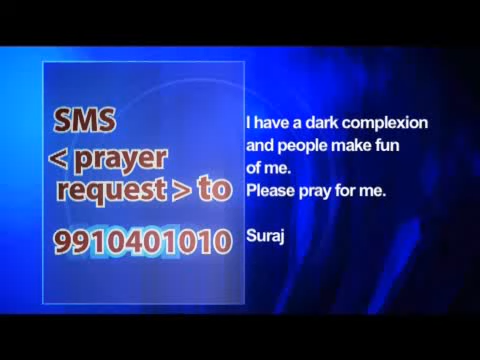 SMS
< prayer
request > to
9910401010
I have a dark complexion
and people make fun
of me.
Please pray for me.
Suraj